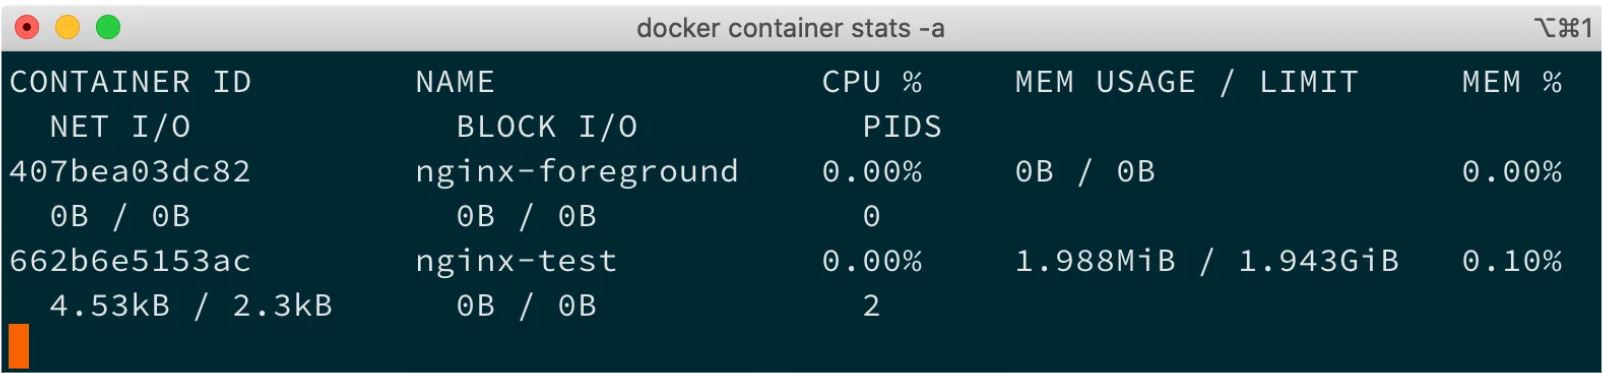 docker container stats -a ⌥⌘1
CONTAINER ID NAME CPU % MEM USAGE / LIMIT MEM %
NET I/O BLOCK I/O PIDS
407bea03dc82 nginx-foreground 0.00% 0B / 0B 0.00%
0B / 0B 0B / 0B 0
662b6e5153ac nginx-test 0.00% 1.988MiB / 1.943GiB 0.10%
4.53kB / 2.3kB 0B / 0B 2